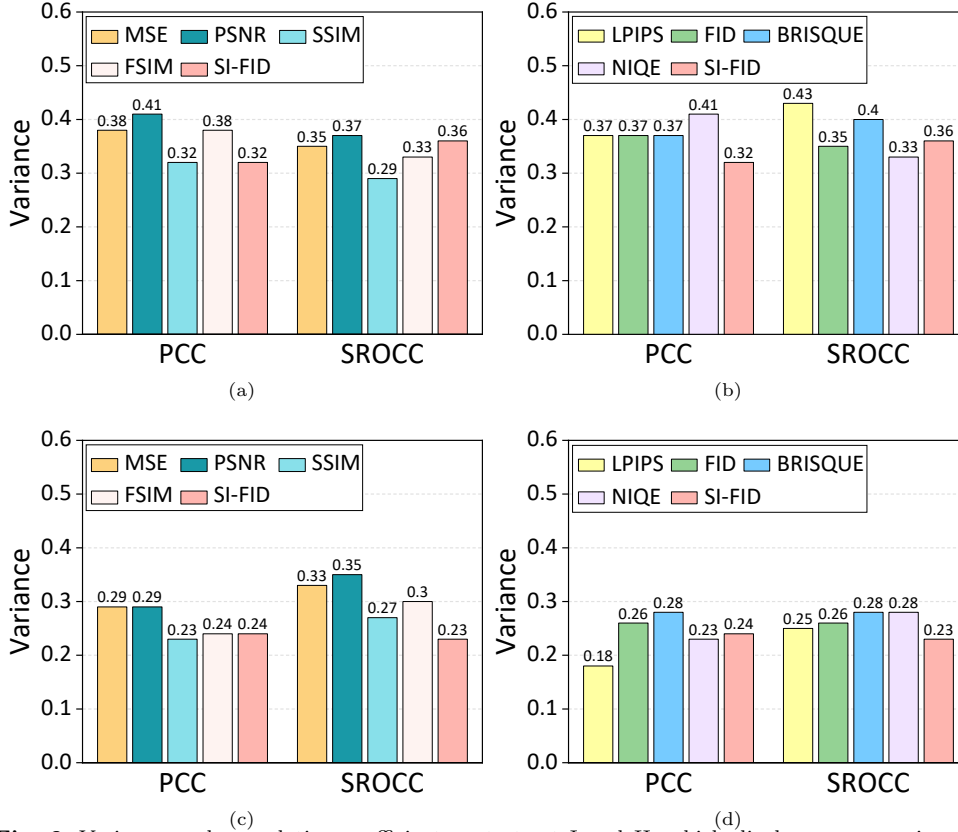 0.6
0.5
0.4
0.3
0.2
0.1
0.0
Variance
MSE PSNR SSIM
FSIM SI-FID
0.38 0.41 0.32 0.38 0.32 0.35 0.37 0.29 0.33 0.36
PCC SROCC
(a)
0.6
0.5
0.4
0.3
0.2
0.1
0.0
Variance
LPIPS FID BRISQUE
NIQE SI-FID
0.37 0.37 0.37 0.41 0.32 0.43 0.35 0.4 0.33 0.36
PCC SROCC
(b)
0.6
0.5
0.4
0.3
0.2
0.1
0.0
Variance
MSE PSNR SSIM
FSIM SI-FID
0.29 0.29 0.23 0.24 0.24 0.33 0.35 0.27 0.3 0.23
PCC SROCC
(c)
0.6
0.5
0.4
0.3
0.2
0.1
0.0
Variance
LPIPS FID BRISQUE
NIQE SI-FID
0.18 0.26 0.28 0.23 0.24 0.25 0.26 0.28 0.28 0.23
PCC SROCC
(d)